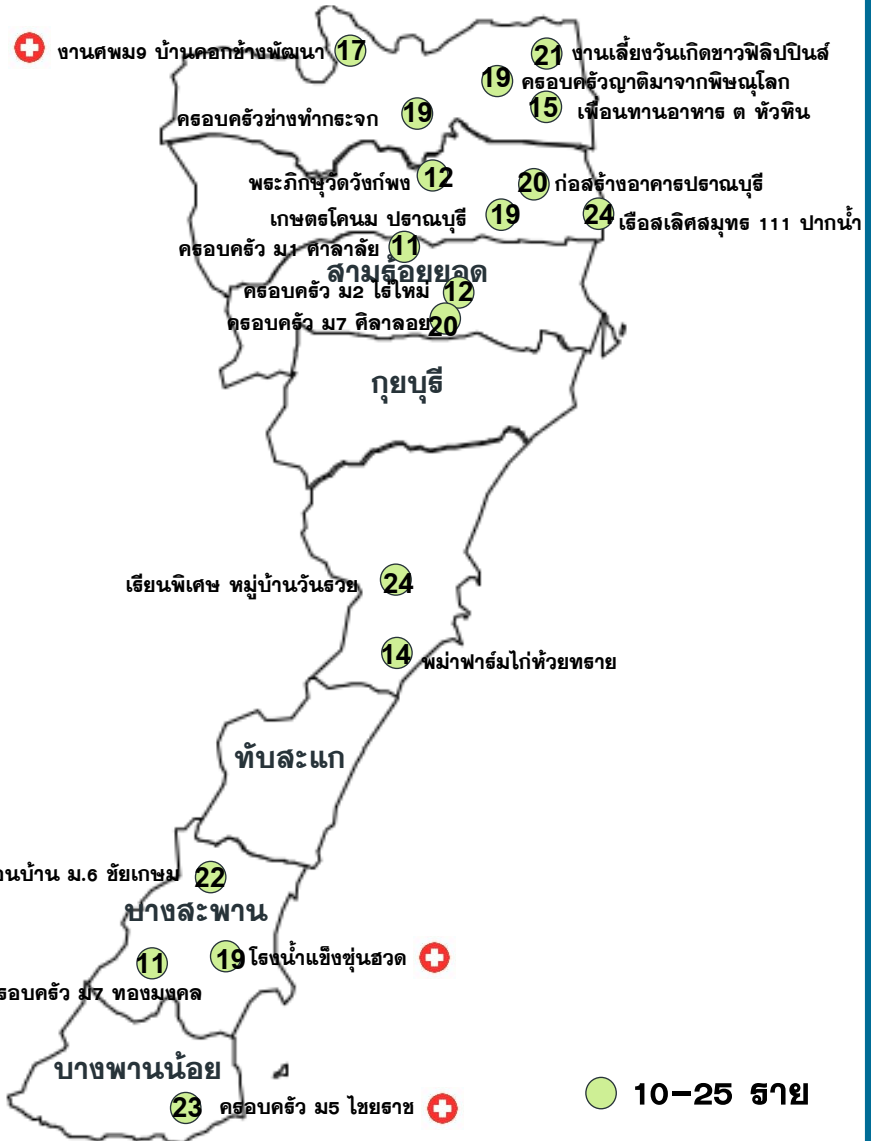 งานศพม9 บ้านคอกช้างพัฒนา 17
21 งานเลี้ยงวันเกิดชาวฟิลิปปินส์
19 ครอบครัวญาติมาจากพิษณุโลก
ครอบครัวช่างทำกระจก 19
15 เพื่อนทานอาหาร ต หัวหิน
พระภิกษุวัดวังก์พง 12
20 ก่อสร้างอาคารปราณบุรี
เกษตรโคนม ปราณบุรี 19
24 เรือสเลิศสมุทร 111 ปากน้ำ
ครอบครัว ม1 ศาลาลัย 11
สามร้อยยอด
ครอบครัว ม2 ไร่ใหม่ 12
ครอบครัว ม7 ศิลาลอย 20
กุยบุรี
เรียนพิเศษ หมู่บ้านวันรวย 24
14 พม่าฟาร์มไก่ห้วยทราย
ทับสะแก
อนบ้าน ม.6 ชัยเกษม 22
บางสะพาน
19 โรงน้ำแข็งซุ่นฮวด
11
รอบครัว ม7 ทองมงคล
บางพานน้อย
23 ครอบครัว ม5 ไชยราช
10-25 ราย